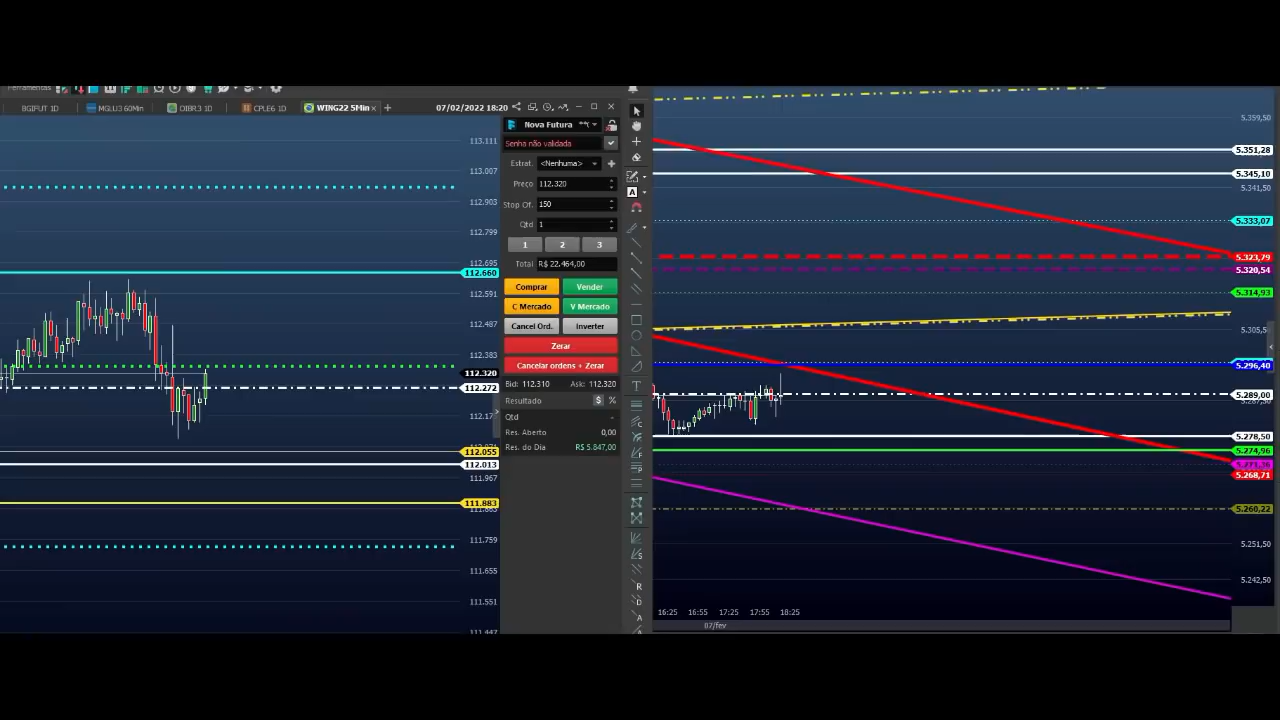 Ferramentas
BGIFUT 1D
MGLU3 60Min
OIBR3 1D
CPLE6 1D
WING22 5Min
07/02/2022 18:20
113.111
113.007
112.903
112.799
112.695
112.660
112.591
112.487
112.383
112.320
112.272
112.055
112.013
111.967
111.883
111.759
111.655
111.551
111.447
Nova Futura
Senha não validada
Estrat. <Nenhuma>
Preço 112.320
Stop Of. 150
Qtd 1
1 2 3
Total R$ 22.464,00
Comprar Vender
C Mercado V Mercado
Cancel Ord. Inverter
Zerar
Cancelar ordens + Zerar
Bid: 112.310 Ask: 112.320
Resultado $ %
Qtd -
Res. Aberto 0,00
Res. do Dia R$ 5.847,00
5.359,50
5.351,28
5.345,10
5.341,50
5.333,07
5.323,79
5.320,54
5.314,93
5.305,50
5.296,40
5.289,00
5.278,50
5.274,96
5.268,71
5.260,22
5.251,50
5.242,50
16:25 16:55 17:25 17:55 18:25
07/fev